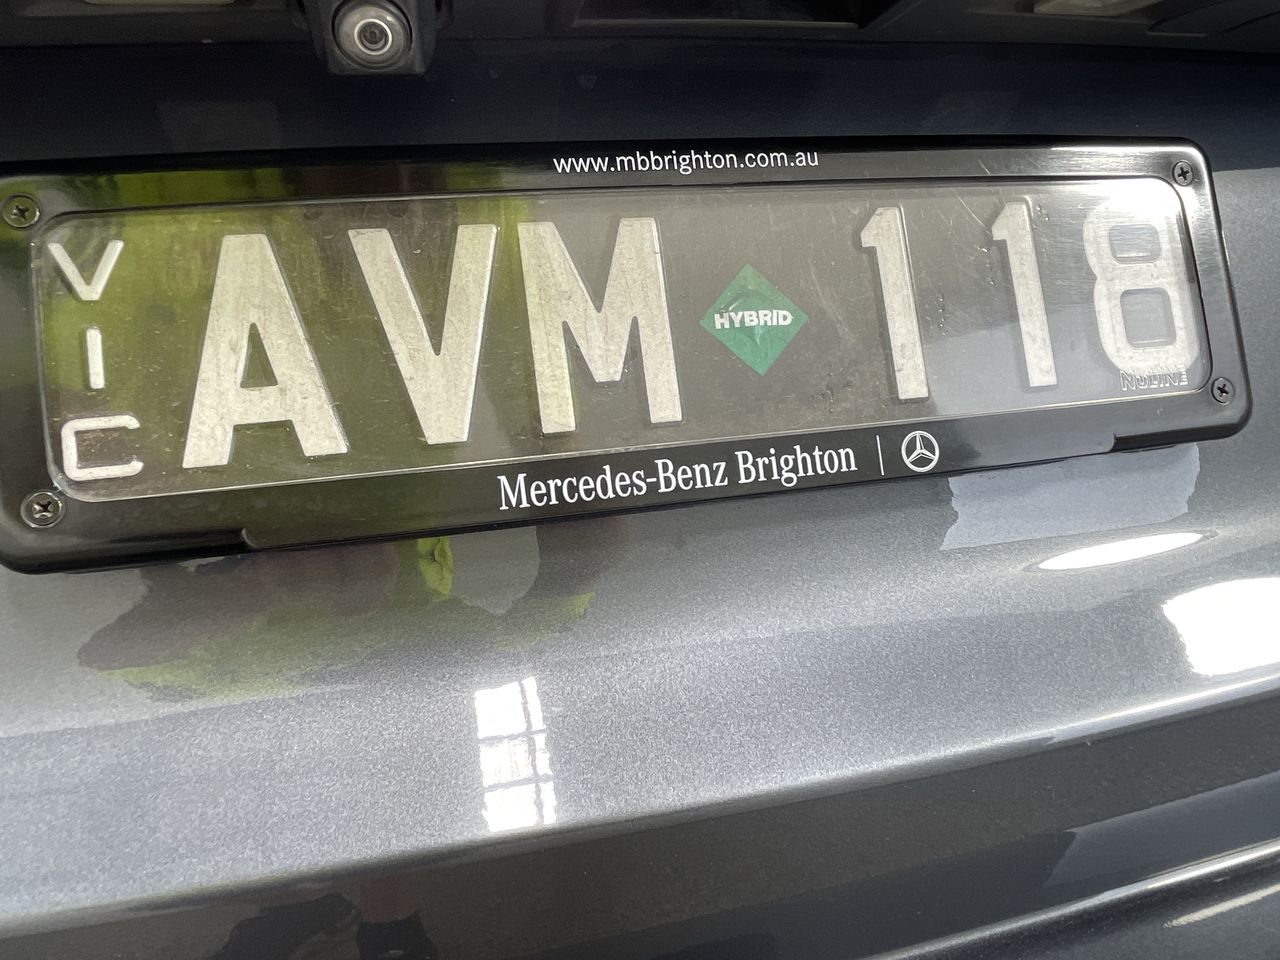 www.mbbrighton.com.au
VIC
AVM HYBRID 118
NULINE
Mercedes-Benz Brighton